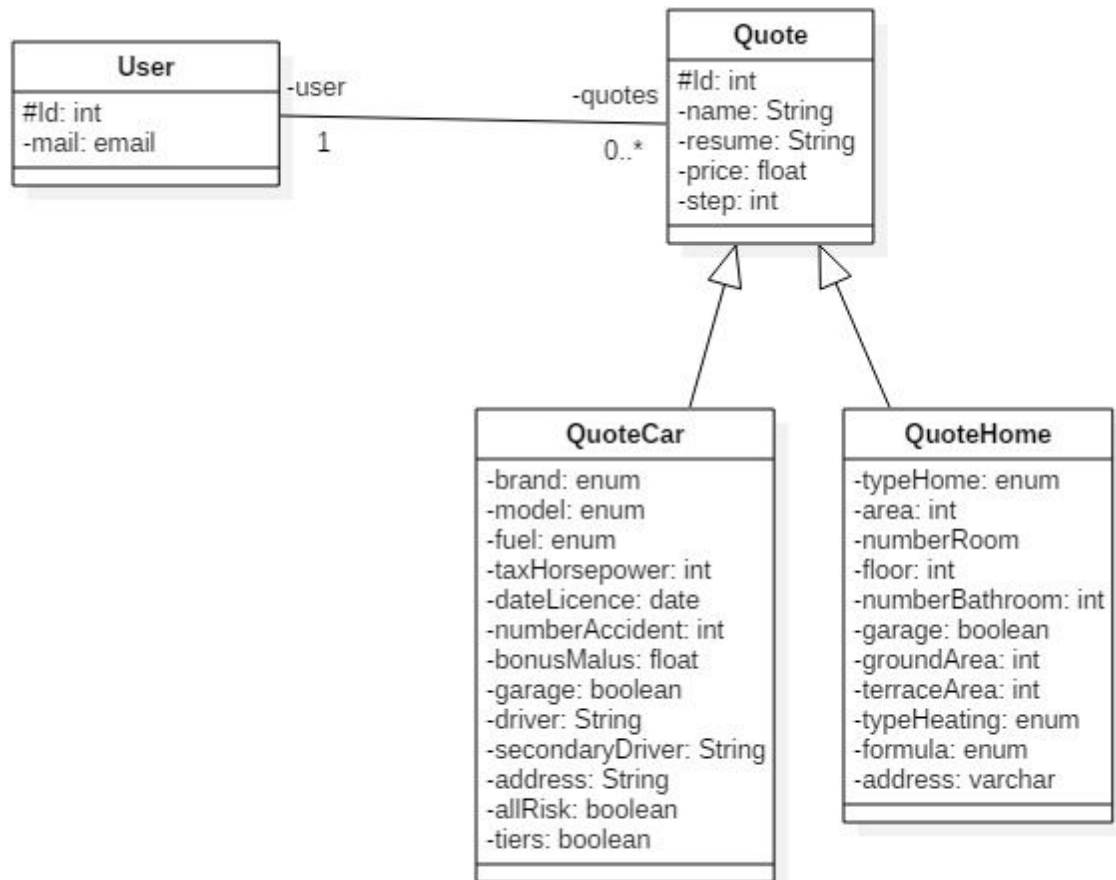 User
#Id: int
-mail: email
-user
1
-quotes
0..*
Quote
#Id: int
-name: String
-resume: String
-price: float
-step: int
QuoteCar
-brand: enum
-model: enum
-fuel: enum
-taxHorsepower: int
-dateLicence: date
-numberAccident: int
-bonusMalus: float
-garage: boolean
-driver: String
-secondaryDriver: String
-address: String
-allRisk: boolean
-tiers: boolean
QuoteHome
-typeHome: enum
-area: int
-numberRoom
-floor: int
-numberBathroom: int
-garage: boolean
-groundArea: int
-terraceArea: int
-typeHeating: enum
-formula: enum
-address: varchar